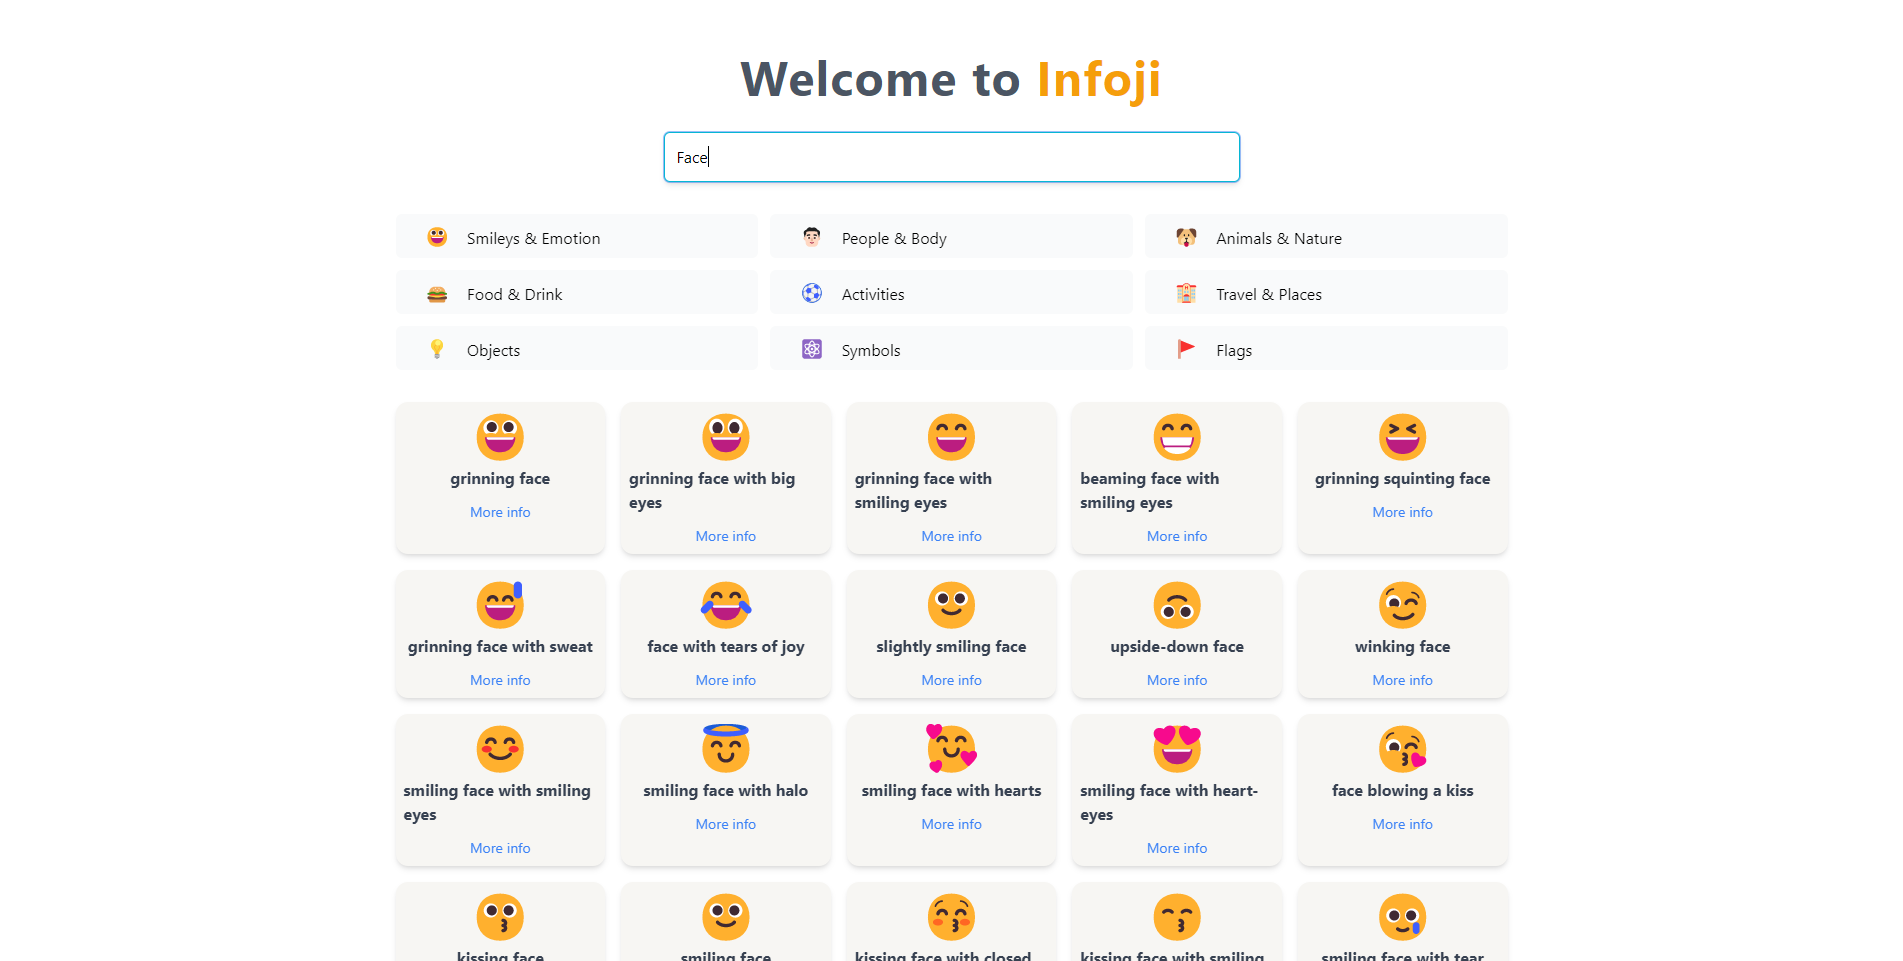 Welcome to Infoji
Face
Smileys & Emotion
People & Body
Animals & Nature
Food & Drink
Activities
Travel & Places
Objects
Symbols
Flags
grinning face
More info
grinning face with big
eyes
More info
grinning face with
smiling eyes
More info
beaming face with
smiling eyes
More info
grinning squinting face
More info
grinning face with sweat
More info
face with tears of joy
More info
slightly smiling face
More info
upside-down face
More info
winking face
More info
smiling face with smiling
eyes
More info
smiling face with halo
More info
smiling face with hearts
More info
smiling face with heart-
eyes
More info
face blowing a kiss
More info
kissing face
smiling face
kissing face with closed
kissing face with smiling
smiling face with tear